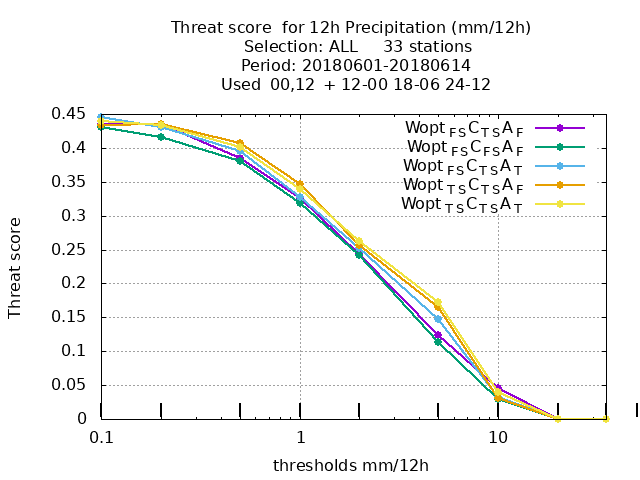 Threat score  for 12h Precipitation (mm/12h)
Selection: ALL     33 stations
Period: 20180601-20180614
Used  00,12  + 12-00 18-06 24-12
Wopt FS C TS A F
Wopt FS C FS A F
Wopt FS C TS A T
Wopt TS C TS A F
Wopt TS C TS A T
0.45
0.4
0.35
0.3
0.25
0.2
0.15
0.1
0.05
0
Threat score
0.1 1 10
thresholds mm/12h